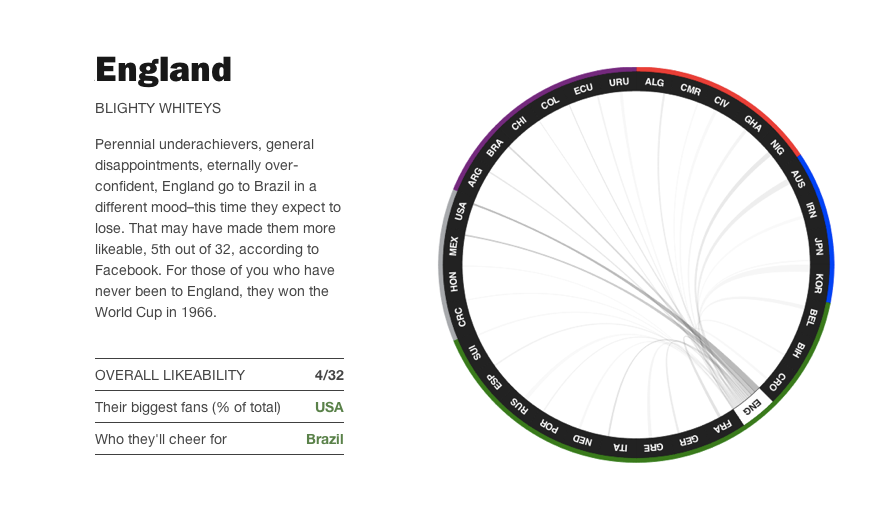 England
BLIGHTY WHITEYS
Perennial underachievers, general
disappointments, eternally over-
confident, England go to Brazil in a
different mood–this time they expect to
lose. That may have made them more
likeable, 5th out of 32, according to
Facebook. For those of you who have
never been to England, they won the
World Cup in 1966.
OVERALL LIKEABILITY 4/32
Their biggest fans (% of total) USA
Who they'll cheer for Brazil
ALG
CMR
CIV
GHA
NIG
AUS
IRN
JPN
KOR
BEL
BIH
CRO
ENG
FRA
GER
GRE
ITA
NED
POR
RUS
ESP
SUI
CRC
HON
MEX
USA
ARG
BRA
CHI
COL
ECU
URU